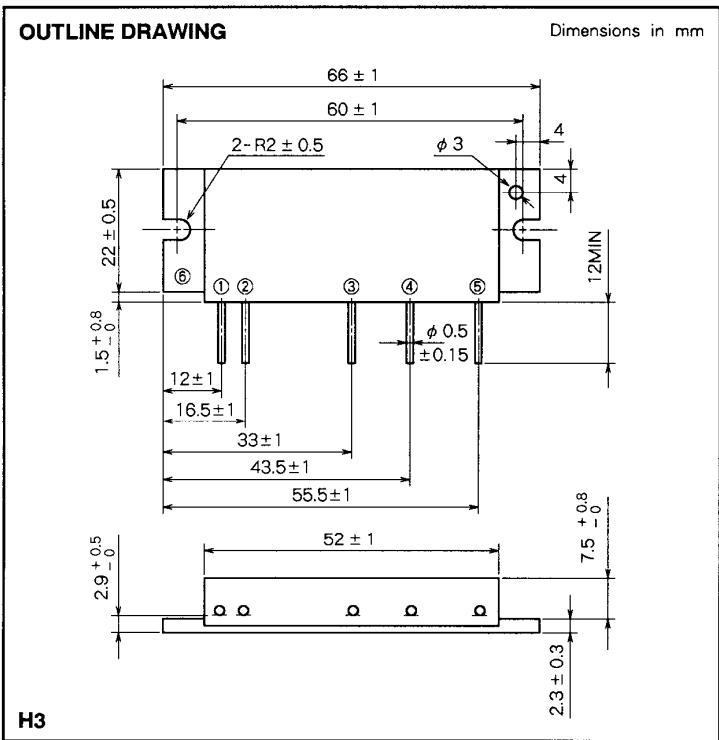 OUTLINE DRAWING
Dimensions in mm
66 ± 1
60 ± 1
4
2-R2 ± 0.5
φ 3
4
22 ± 0.5
12MIN
⑥
① ② ③ ④ ⑤
1.5 +0.8 -0
φ 0.5
±0.15
12±1
16.5±1
33±1
43.5±1
55.5±1
52 ± 1
7.5 +0.8 -0
2.9 +0.5 -0
2.3 ± 0.3
H3